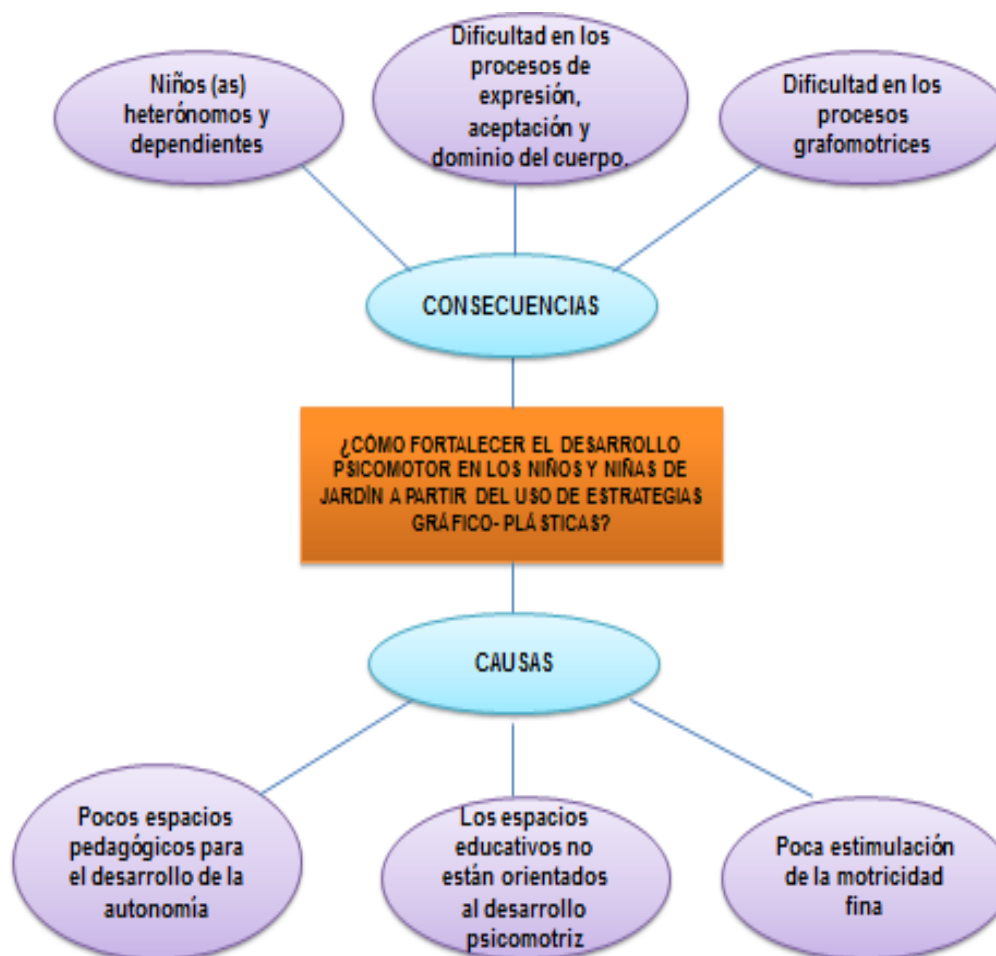 Niños (as)
heterónomos y
dependientes
Dificultad en los
procesos de
expresión,
aceptación y
dominio del cuerpo.
Dificultad en los
procesos
grafomotrices
CONSECUENCIAS
¿CÓMO FORTALECER EL DESARROLLO
PSICOMOTOR EN LOS NIÑOS Y NIÑAS DE
JARDÍN A PARTIR DEL USO DE ESTRATEGIAS
GRÁFICO- PLÁSTICAS?
CAUSAS
Pocos espacios
pedagógicos para
el desarrollo de la
autonomía
Los espacios
educativos no
están orientados
al desarrollo
psicomotriz
Poca estimulación
de la motricidad
fina